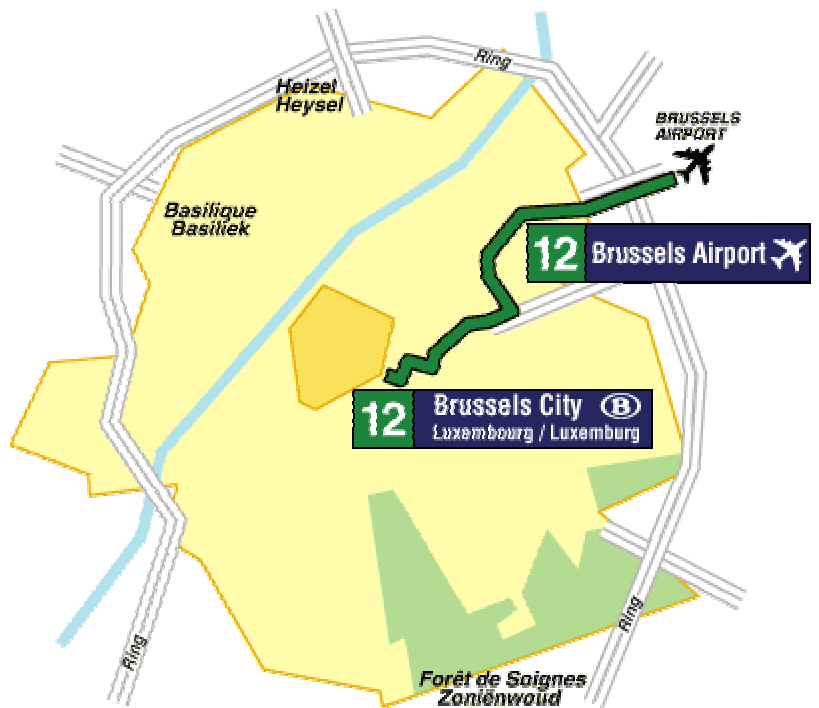 Ring
Heizel
Heysel
BRUSSELS
AIRPORT
Basilique
Basiliek
12 Brussels Airport
12 Brussels City B
Luxembourg / Luxemburg
Ring
Ring
Forêt de Soignes
Zoniënwoud